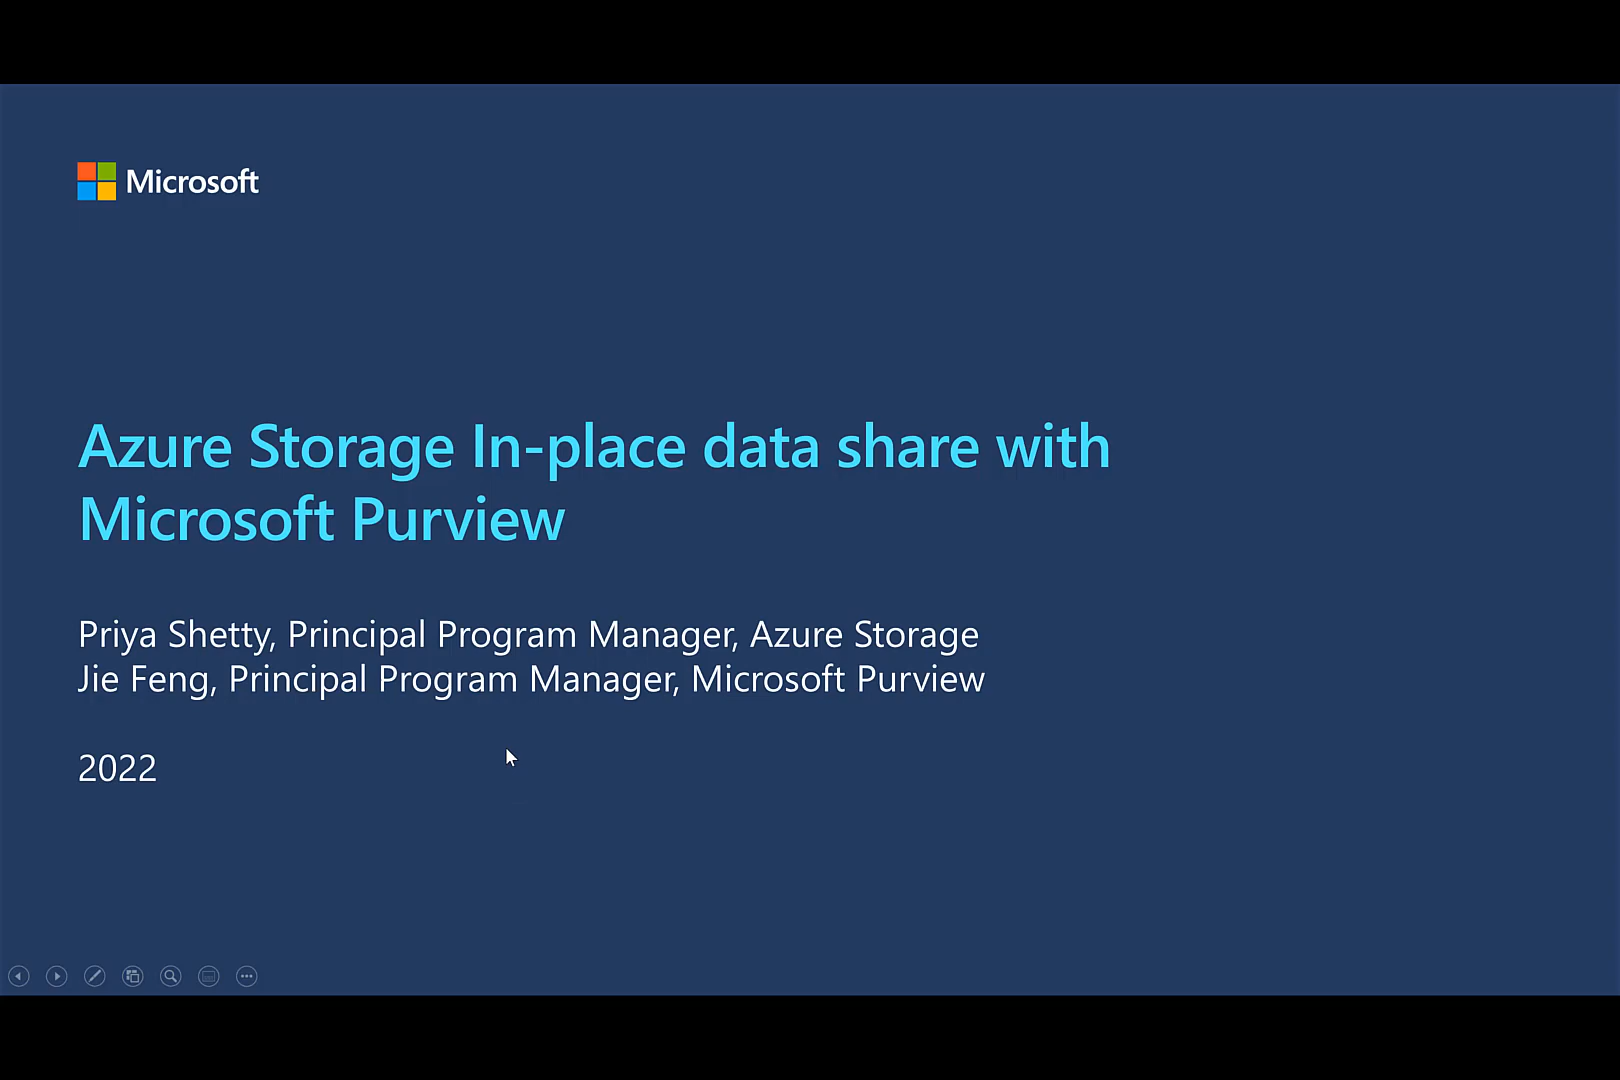 Microsoft
Azure Storage In-place data share with
Microsoft Purview
Priya Shetty, Principal Program Manager, Azure Storage
Jie Feng, Principal Program Manager, Microsoft Purview
2022